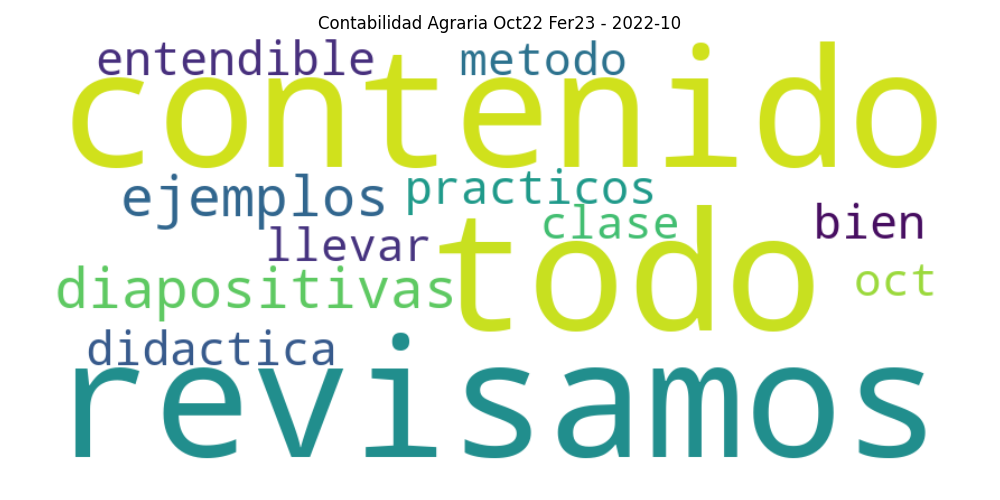 Contabilidad Agraria Oct22 Fer23 - 2022-10
entendible
metodo
contenido
ejemplos
practicos
clase
bien
llevar
todo
diapositivas
oct
didactica
revisamos